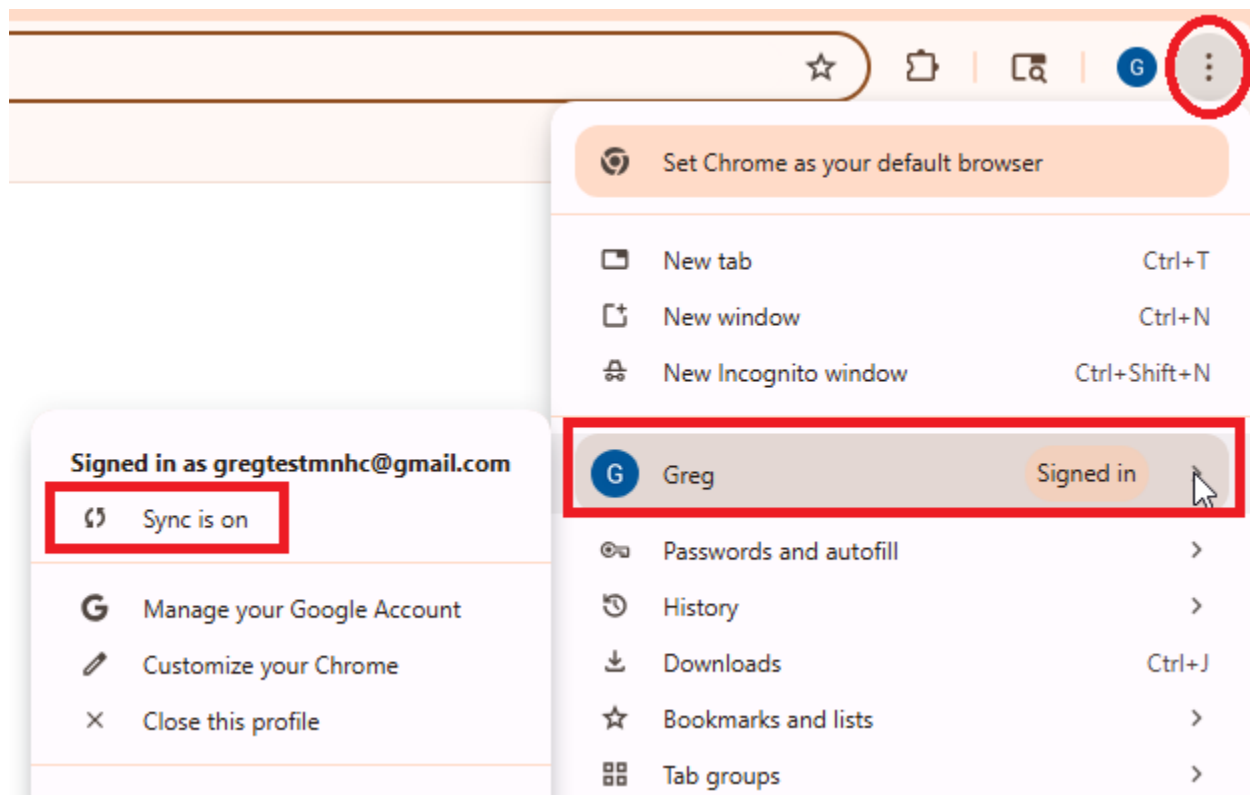 G
Set Chrome as your default browser
New tab Ctrl+T
New window Ctrl+N
New Incognito window Ctrl+Shift+N
G Greg Signed in
Passwords and autofill
History
Downloads Ctrl+J
Bookmarks and lists
Tab groups
Signed in as gregtestmnhc@gmail.com
Sync is on
G Manage your Google Account
Customize your Chrome
Close this profile